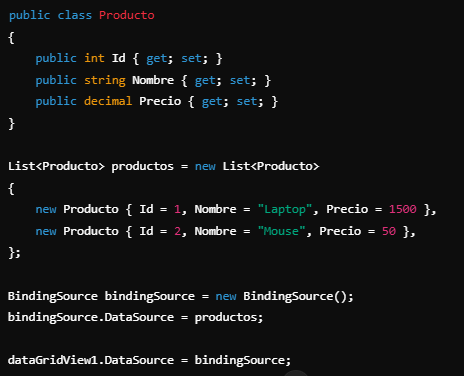 public class Producto
{
    public int Id { get; set; }
    public string Nombre { get; set; }
    public decimal Precio { get; set; }
}

List<Producto> productos = new List<Producto>
{
    new Producto { Id = 1, Nombre = "Laptop", Precio = 1500 },
    new Producto { Id = 2, Nombre = "Mouse", Precio = 50 },
};

BindingSource bindingSource = new BindingSource();
bindingSource.DataSource = productos;

dataGridView1.DataSource = bindingSource;